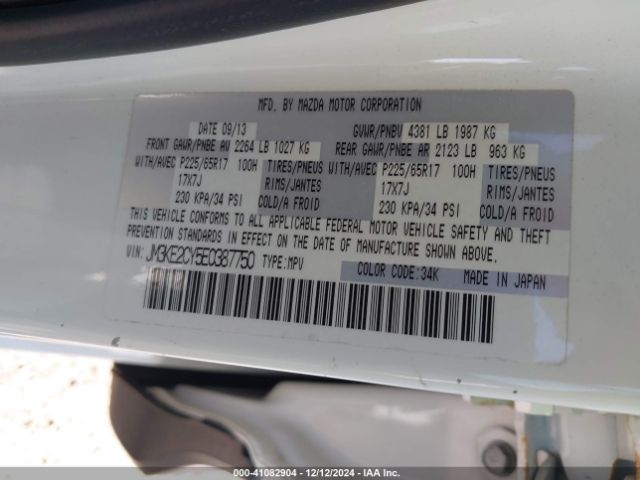 MFD. BY MAZDA MOTOR CORPORATION
DATE 09/13 GVWR/PNBV 4381 LB 1987 KG
FRONT GAWR/PNBE AV 2264 LB 1027 KG REAR GAWR/PNBE AR 2123 LB 963 KG
WITH/AVEC P225/65R17 100H TIRES/PNEUS WITH/AVEC P225/65R17 100H TIRES/PNEUS
17X7J RIMS/JANTES 17X7J RIMS/JANTES
230 KPA/34 PSI COLD/A FROID 230 KPA/34 PSI COLD/A FROID
THIS VEHICLE CONFORMS TO ALL APPLICABLE FEDERAL MOTOR VEHICLE SAFETY AND THEFT
PREVENTION STANDARDS IN EFFECT ON THE DATE OF MANUFACTURE SHOWN ABOVE.
VIN: JM3KE2CY5E0387750 TYPE:MPV
COLOR CODE:34K MADE IN JAPAN
000-41082904 - 12/12/2024 - IAA Inc.